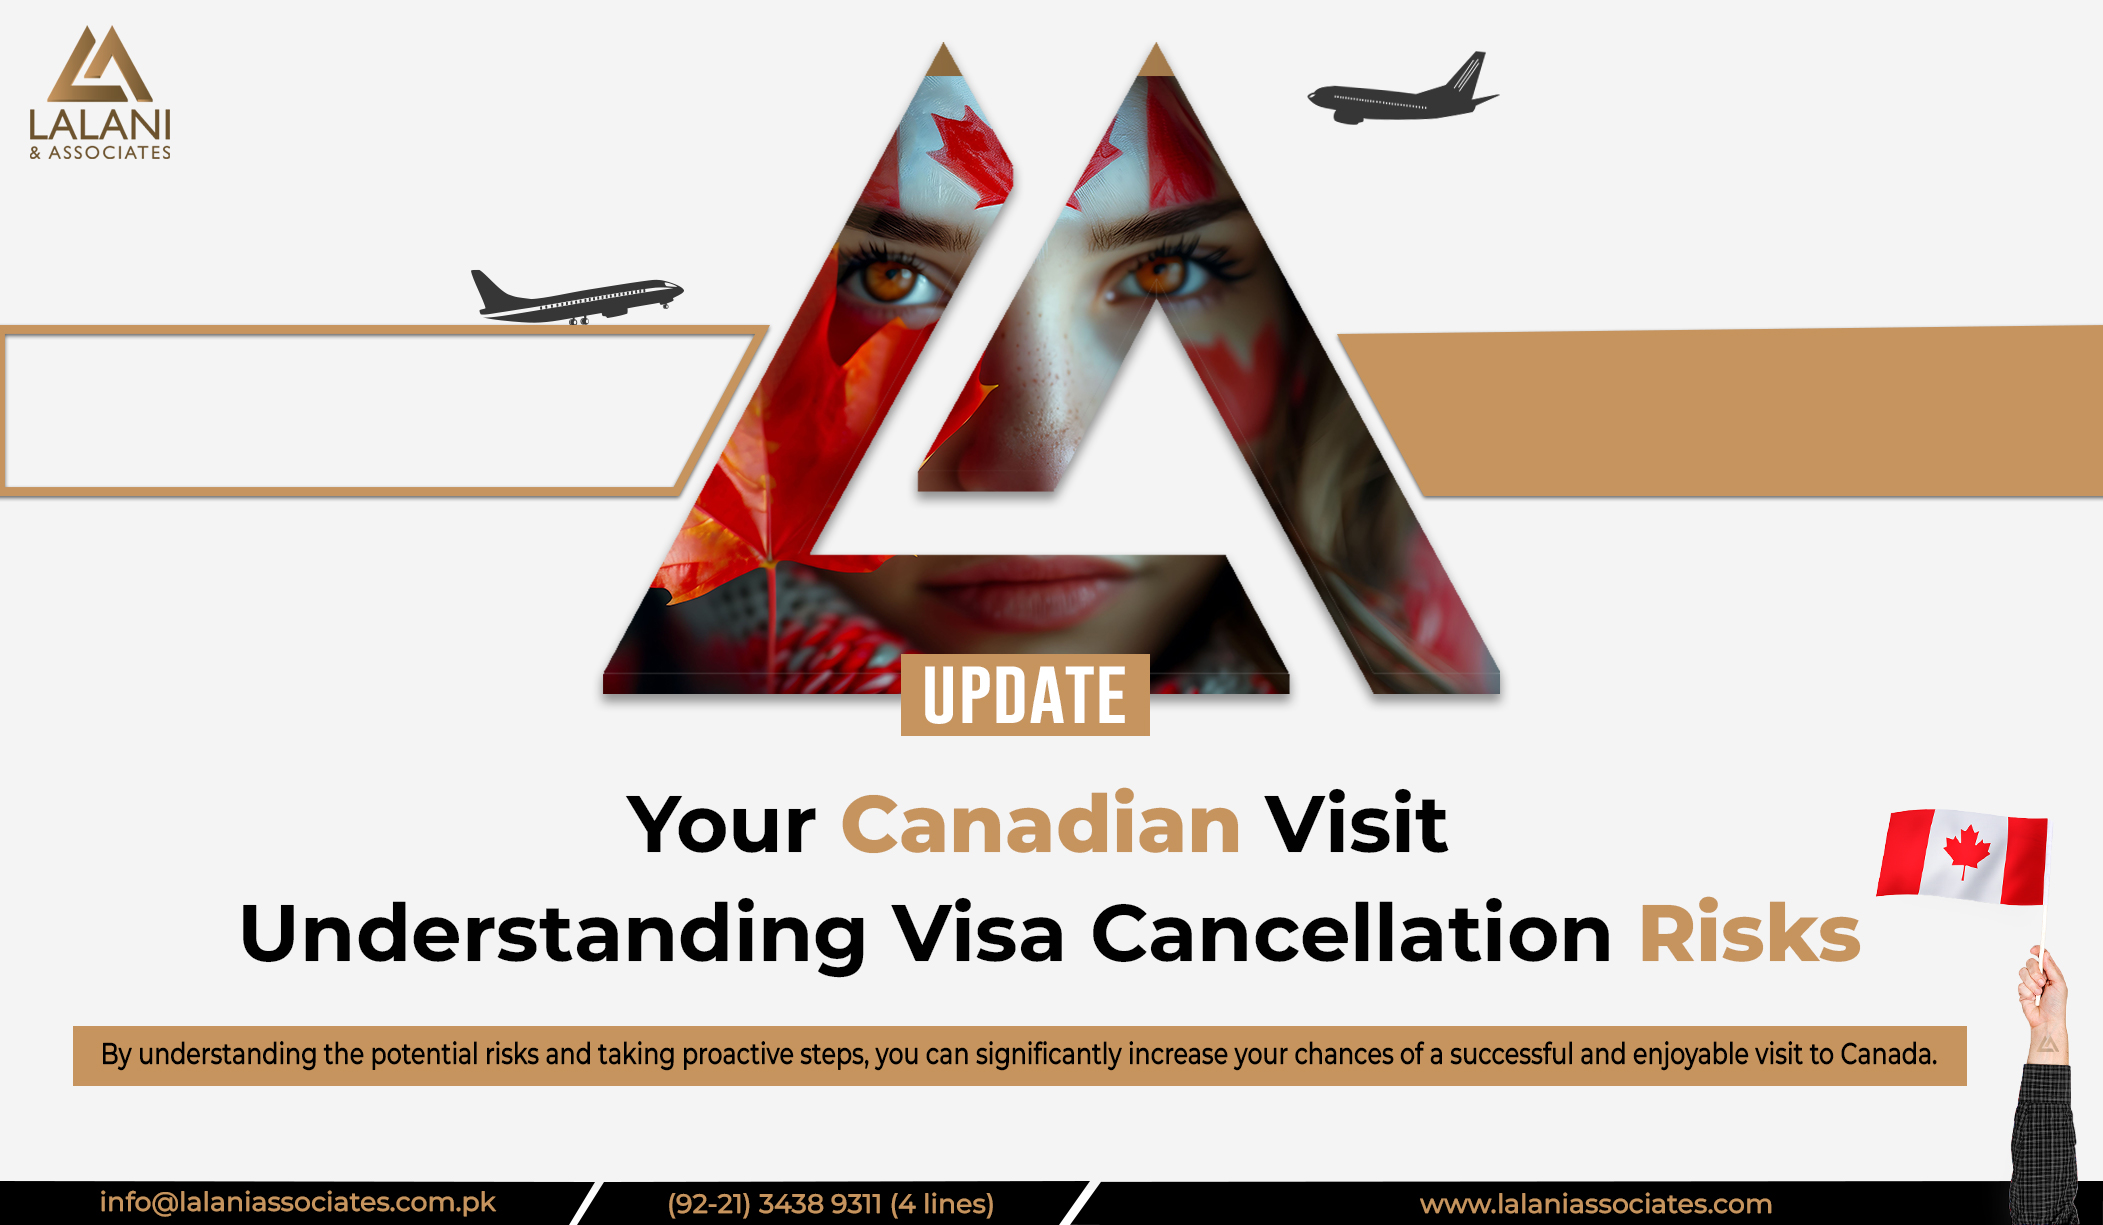 LALANI
& ASSOCIATES
UPDATE
Your Canadian Visit
Understanding Visa Cancellation Risks
By understanding the potential risks and taking proactive steps, you can significantly increase your chances of a successful and enjoyable visit to Canada.
info@lalaniassociates.com.pk
(92-21) 3438 9311 (4 lines)
www.lalaniassociates.com